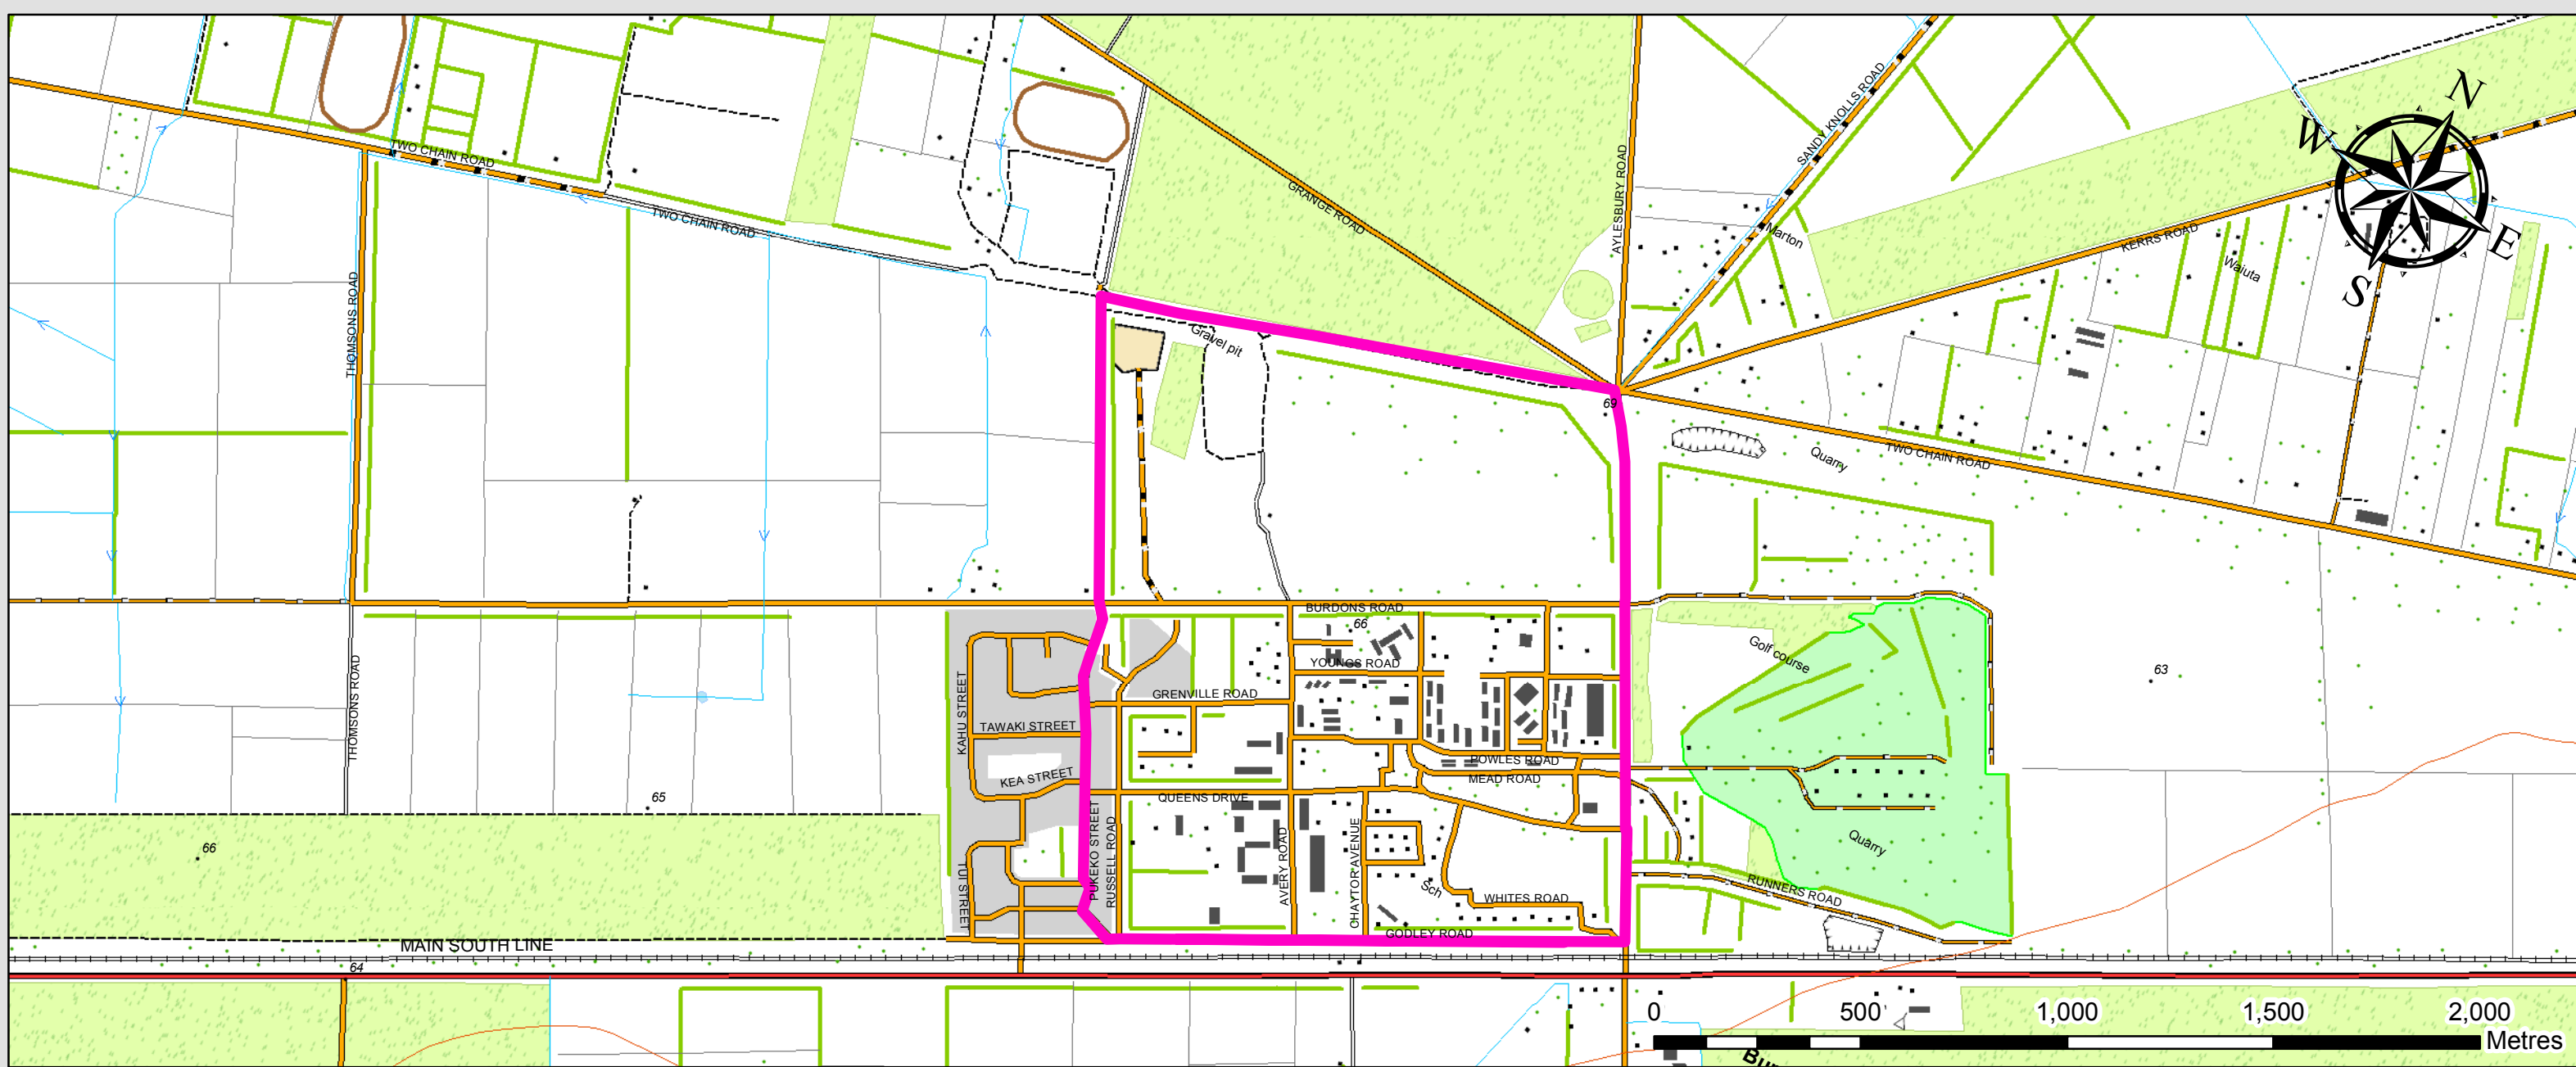 N
W
E
S
TWO CHAIN ROAD
TWO CHAIN ROAD
GRANGE ROAD
AYLESBURY ROAD
SANDY KNOLLS ROAD
Marton
KERRS ROAD
Waiuta
THOMSONS ROAD
Gravel pit
69
Quarry
TWO CHAIN ROAD
BURDONS ROAD
66
YOUNGS ROAD
Golf course
63
GRENVILLE ROAD
KAHU STREET
TAWAKI STREET
THOMSONS ROAD
KEA STREET
POWLES ROAD
MEAD ROAD
65
QUEENS DRIVE
PUKEKO STREET
RUSSELL ROAD
AVERY ROAD
CHAYTOR AVENUE
Quarry
66
TUI STREET
Sch
WHITES ROAD
RUNNERS ROAD
GODLEY ROAD
MAIN SOUTH LINE
64
0 500 1,000 1,500 2,000
Metres